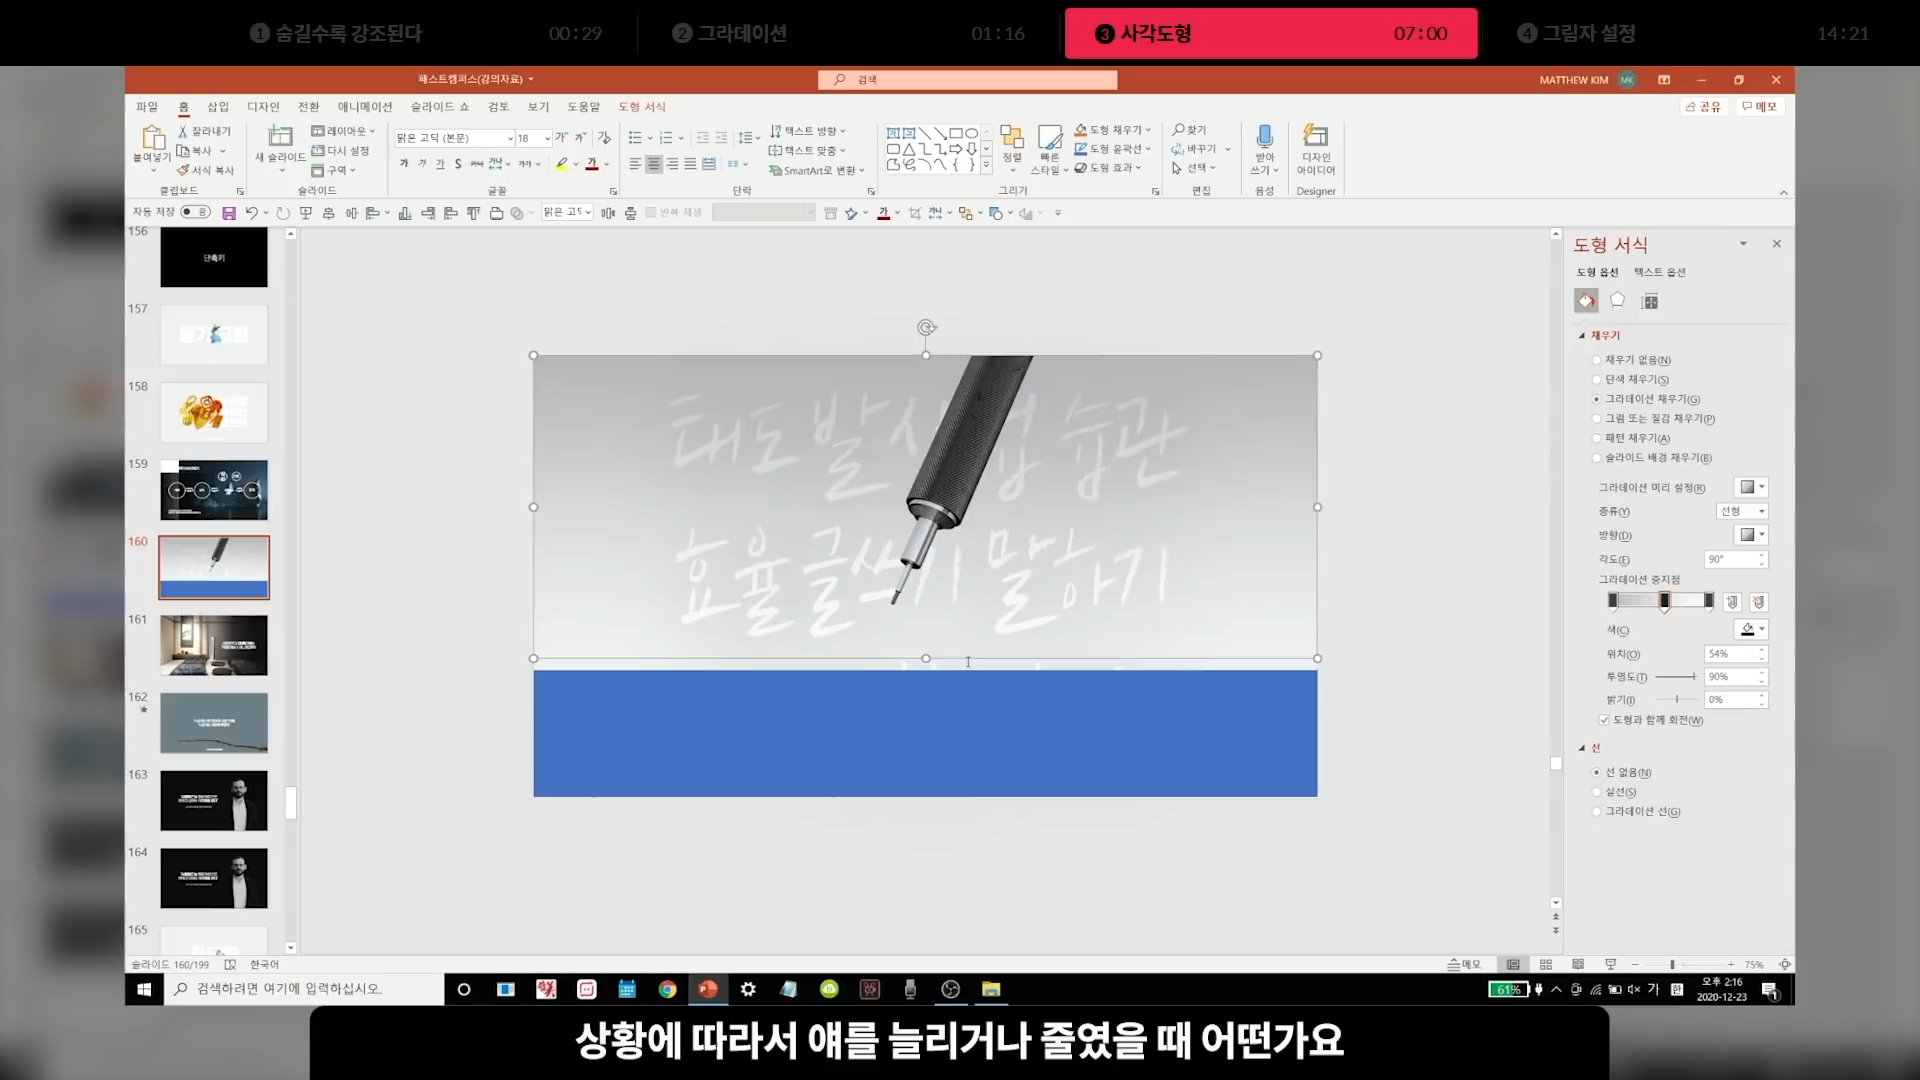 ❶ 숨길수록 강조된다 00:29 ❷ 그라데이션 01:16 ❸ 사각도형 07:00 ❹ 그림자 설정 14:21
패스트캠퍼스(강의자료) 검색 MATTHEW KIM MK
파일 홈 삽입 디자인 전환 애니메이션 슬라이드 쇼 검토 보기 도움말 도형 서식 공유 메모
붙여넣기 잘라내기 복사 서식 복사 클립보드
새 슬라이드 레이아웃 다시 설정 구역 슬라이드
맑은 고딕 (본문) 18 글꼴
텍스트 방향 텍스트 맞춤 SmartArt로 변환 단락
정렬 빠른 스타일 도형 채우기 도형 윤곽선 도형 효과 그리기
찾기 바꾸기 선택 편집
받아쓰기 음성
디자인 아이디어 Designer
자동 저장 끔 맑은 고딕 반복 재생
156
단축키
157
158
159
160
161
162
163
164
165
효율 글쓰기 말하기
도형 서식
도형 옵션 텍스트 옵션
채우기
채우기 없음(N)
단색 채우기(S)
그라데이션 채우기(G)
그림 또는 질감 채우기(P)
패턴 채우기(A)
슬라이드 배경 채우기(B)
그라데이션 미리 설정(R)
종류(Y) 선형
방향(D)
각도(E) 90°
그라데이션 중지점
색(C)
위치(O) 54%
투명도(T) 90%
밝기(I) 0%
도형과 함께 회전(W)
선
선 없음(N)
실선(S)
그라데이션 선(G)
슬라이드 160/199 한국어 메모 75%
검색하려면 여기에 입력하십시오. 61% 가 한 오후 2:16
2020-12-23 1
상황에 따라서 얘를 늘리거나 줄였을 때 어떤가요